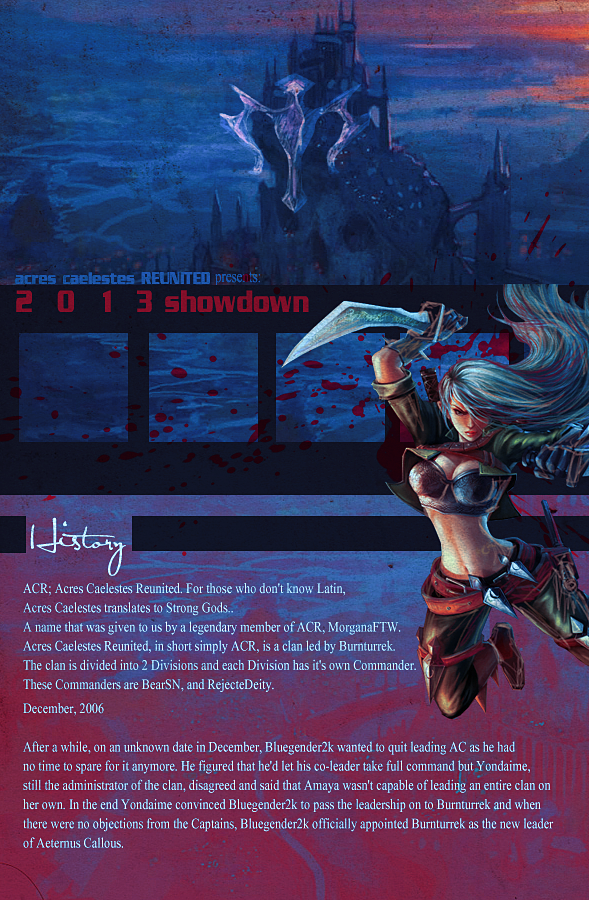 acres caelestes REUNITED presents:
2 0 1 3 showdown
History
ACR; Acres Caelestes Reunited. For those who don't know Latin,
Acres Caelestes translates to Strong Gods..
A name that was given to us by a legendary member of ACR, MorganaFTW.
Acres Caelestes Reunited, in short simply ACR, is a clan led by Burnturrek.
The clan is divided into 2 Divisions and each Division has it's own Commander.
These Commanders are BearSN, and RejecteDeity.
December, 2006
After a while, on an unknown date in December, Bluegender2k wanted to quit leading AC as he had
no time to spare for it anymore. He figured that he'd let his co-leader take full command but Yondaime,
still the administrator of the clan, disagreed and said that Amaya wasn't capable of leading an entire clan on
her own. In the end Yondaime convinced Bluegender2k to pass the leadership on to Burnturrek and when
there were no objections from the Captains, Bluegender2k officially appointed Burnturrek as the new leader
of Aeternus Callous.